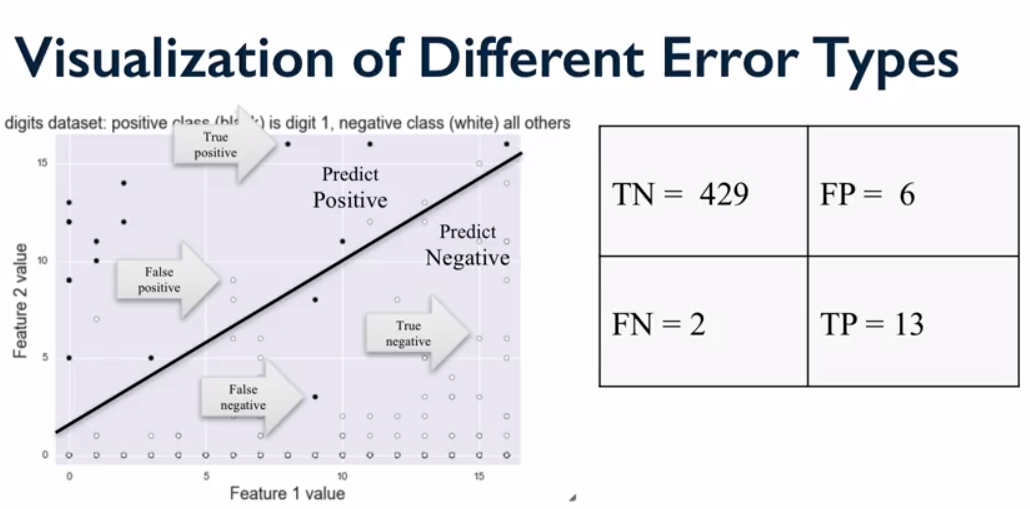 Visualization of Different Error Types
digits dataset: positive class is digit 1, negative class (white) all others
True
positive
Predict
Positive
Predict
Negative
False
positive
True
negative
False
negative
15
10
5
0
Feature 2 value
0
5
10
15
Feature 1 value
TN = 429
FP = 6
FN = 2
TP = 13